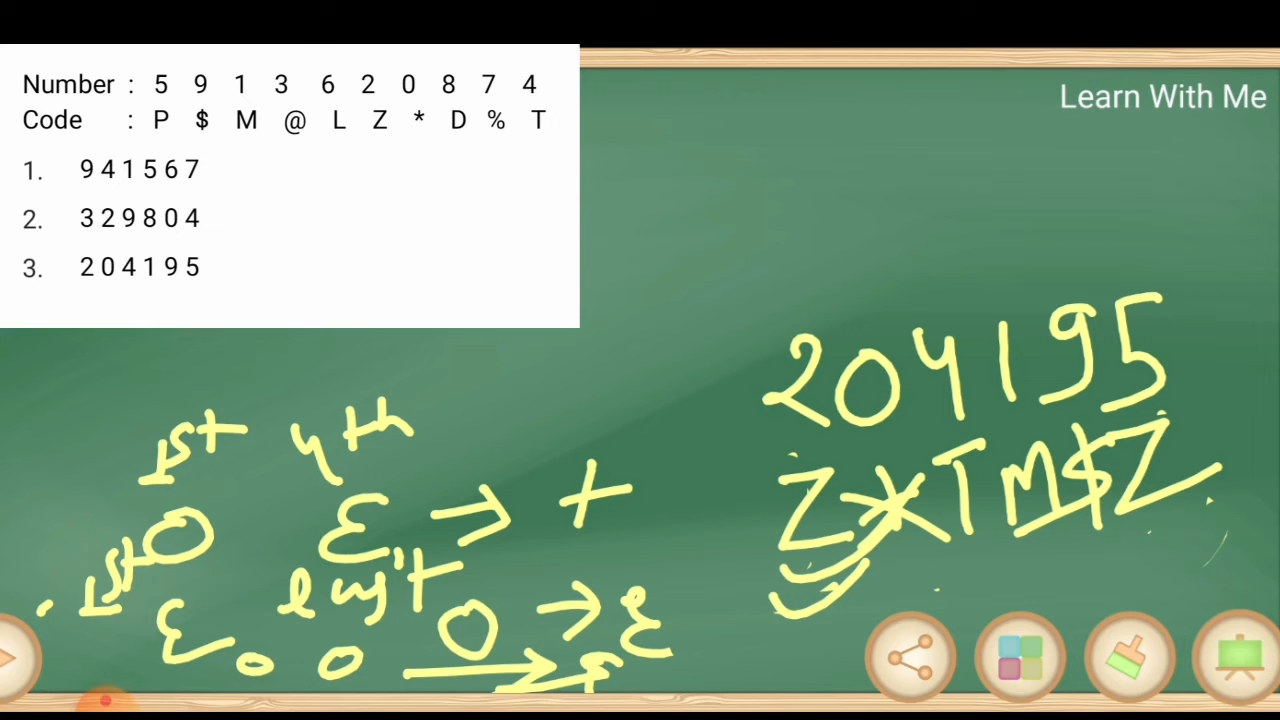 Number : 5 9 1 3 6 2 0 8 7 4
Code : P $ M @ L Z * D % T
1. 9 4 1 5 6 7
2. 3 2 9 8 0 4
3. 2 0 4 1 9 5
Learn With Me
204195
Z*TM$Z
1st 4th
O E → +
1st last
E O → E